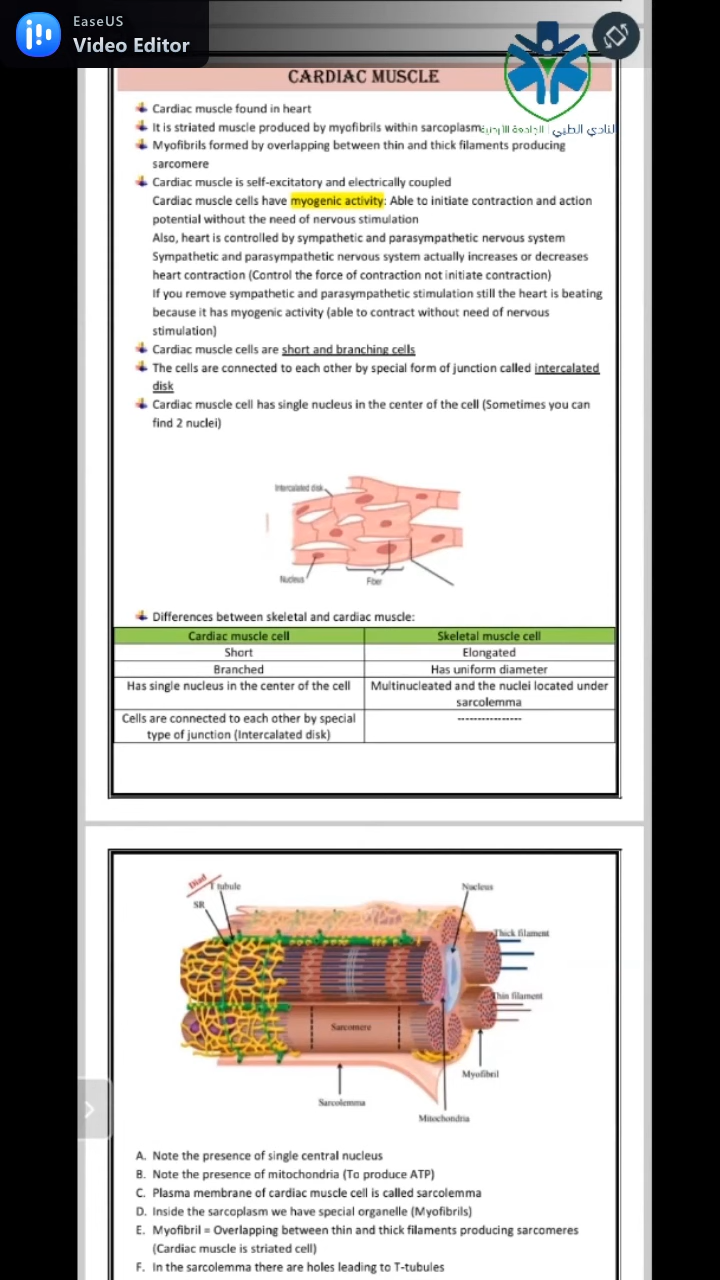 EaseUS
Video Editor
CARDIAC MUSCLE
النادي الطبي | الجامعة الأردنية
Cardiac muscle found in heart
It is striated muscle produced by myofibrils within sarcoplasm
Myofibrils formed by overlapping between thin and thick filaments producing
sarcomere
Cardiac muscle is self-excitatory and electrically coupled
Cardiac muscle cells have myogenic activity: Able to initiate contraction and action
potential without the need of nervous stimulation
Also, heart is controlled by sympathetic and parasympathetic nervous system
Sympathetic and parasympathetic nervous system actually increases or decreases
heart contraction (Control the force of contraction not initiate contraction)
If you remove sympathetic and parasympathetic stimulation still the heart is beating
because it has myogenic activity (able to contract without need of nervous
stimulation)
Cardiac muscle cells are short and branching cells
The cells are connected to each other by special form of junction called intercalated
disk
Cardiac muscle cell has single nucleus in the center of the cell (Sometimes you can
find 2 nuclei)
Intercalated disk
Nucleus
Fiber
Differences between skeletal and cardiac muscle:
Cardiac muscle cell Skeletal muscle cell
Short Elongated
Branched Has uniform diameter
Has single nucleus in the center of the cell Multinucleated and the nuclei located under
sarcolemma
Cells are connected to each other by special ----------------
type of junction (Intercalated disk)
Diad
T tubule
Nucleus
SR
Thick filament
Thin filament
Sarcomere
Myofibril
Sarcolemma
Mitochondria
A. Note the presence of single central nucleus
B. Note the presence of mitochondria (To produce ATP)
C. Plasma membrane of cardiac muscle cell is called sarcolemma
D. Inside the sarcoplasm we have special organelle (Myofibrils)
E. Myofibril = Overlapping between thin and thick filaments producing sarcomeres
(Cardiac muscle is striated cell)
F. In the sarcolemma there are holes leading to T-tubules